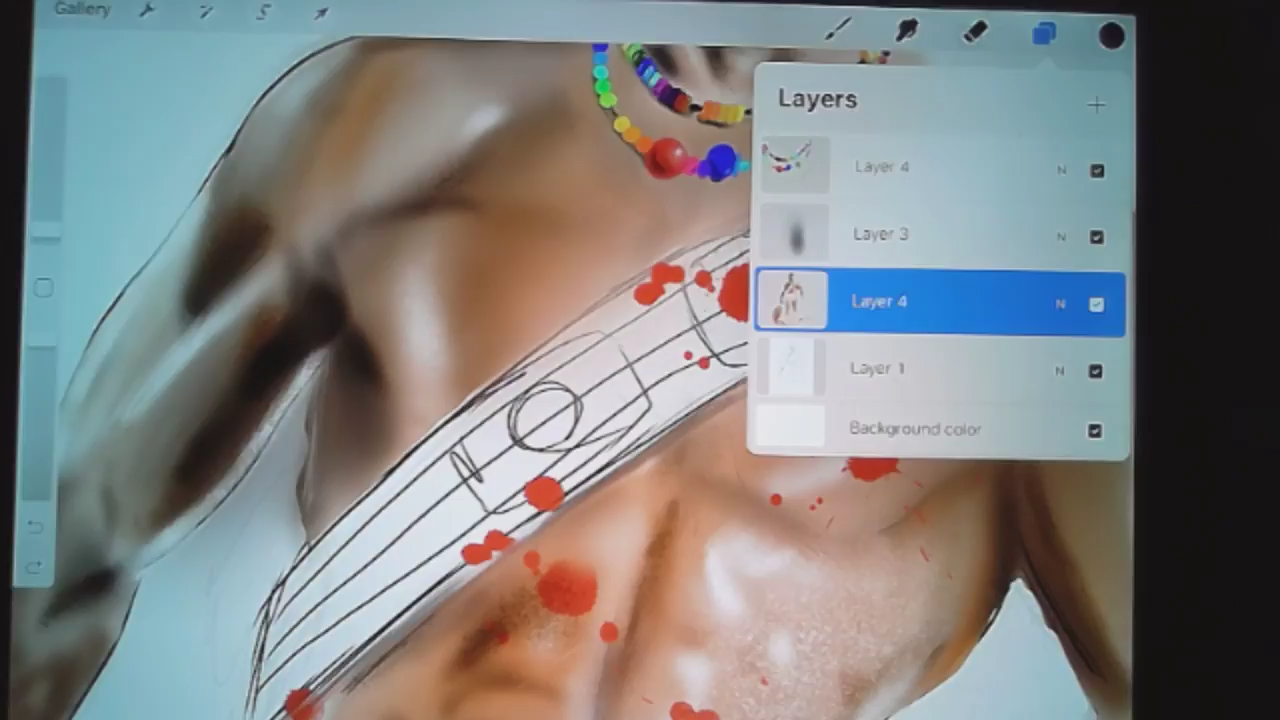 Gallery
Layers
Layer 4 N
Layer 3 N
Layer 4 N
Layer 1 N
Background color